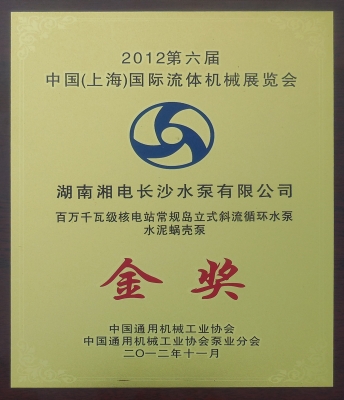 2012第六届
中国(上海)国际流体机械展览会
湖南湘电长沙水泵有限公司
百万千瓦级核电站常规岛立式斜流循环水泵
水泥蜗壳泵
金奖
中国通用机械工业协会
中国通用机械工业协会泵业分会
二〇一二年十一月